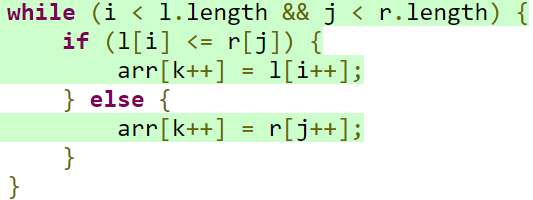 while (i < l.length && j < r.length) {
    if (l[i] <= r[j]) {
        arr[k++] = l[i++];
    } else {
        arr[k++] = r[j++];
    }
}